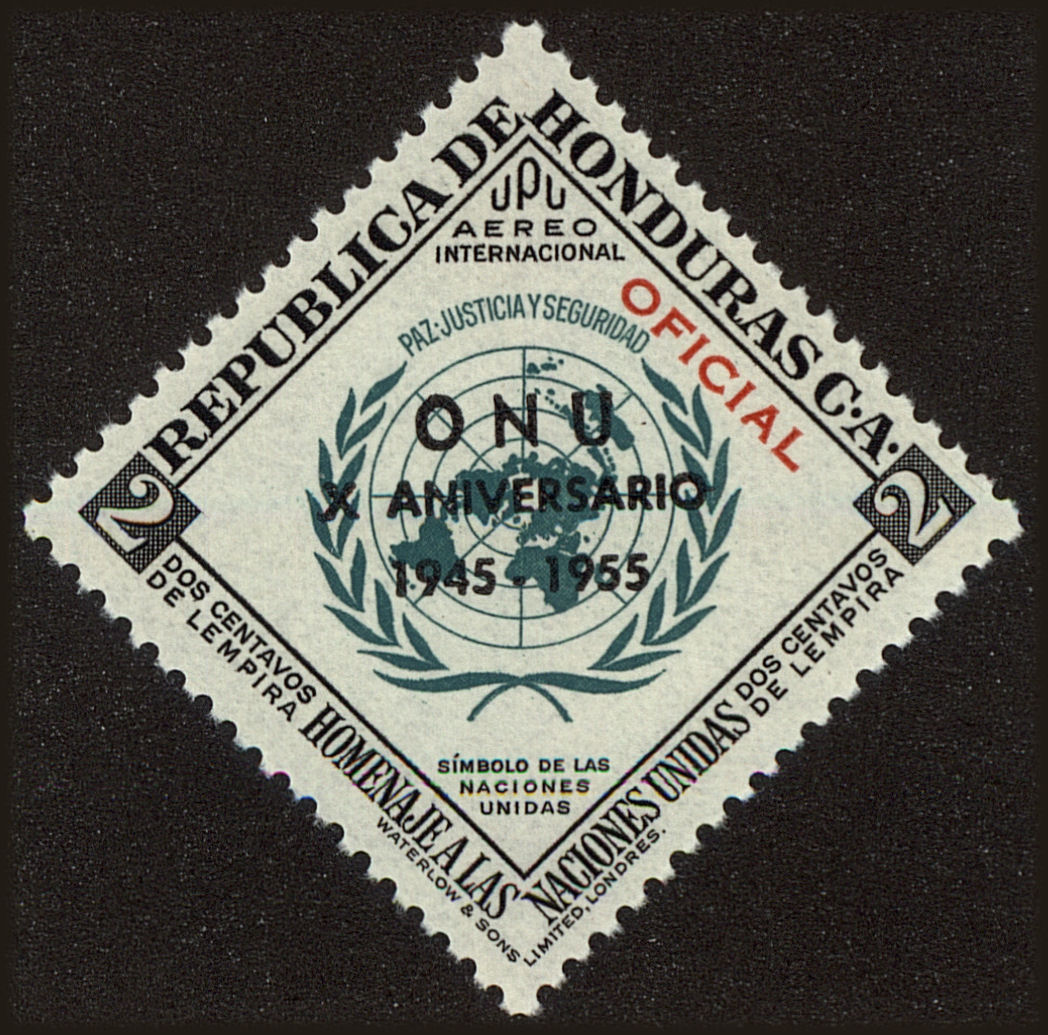 REPUBLICA DE HONDURAS C·A·
UPU
AEREO
INTERNACIONAL
OFICIAL
PAZ·JUSTICIA Y SEGURIDAD
O N U
X ANIVERSARIO
1945 - 1955
2
2
DOS CENTAVOS
DE LEMPIRA
DOS CENTAVOS
DE LEMPIRA
SÍMBOLO DE LAS
NACIONES
UNIDAS
HOMENAJE A LAS NACIONES UNIDAS
WATERLOW & SONS LIMITED, LONDRES.